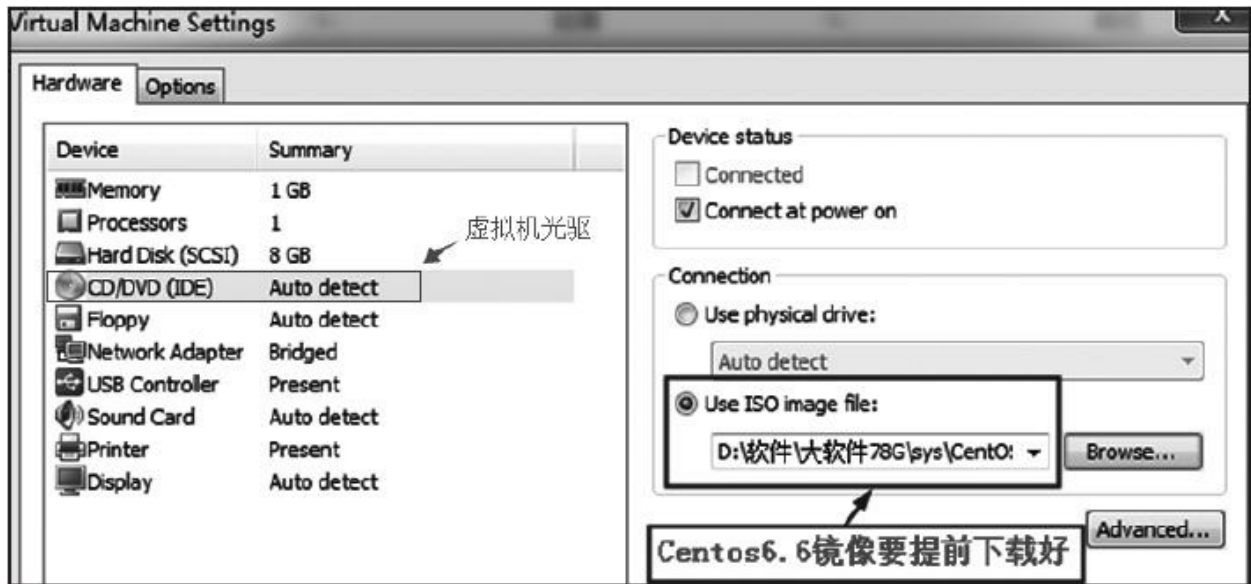 Virtual Machine Settings
X
Hardware
Options
Device Summary
Memory 1 GB
Processors 1
Hard Disk (SCSI) 8 GB
CD/DVD (IDE) Auto detect
Floppy Auto detect
Network Adapter Bridged
USB Controller Present
Sound Card Auto detect
Printer Present
Display Auto detect
虚拟机光驱
Device status
Connected
Connect at power on
Connection
Use physical drive:
Auto detect
Use ISO image file:
D:\软件\大软件78G\sys\CentO
Browse...
Advanced...
Centos6.6镜像要提前下载好